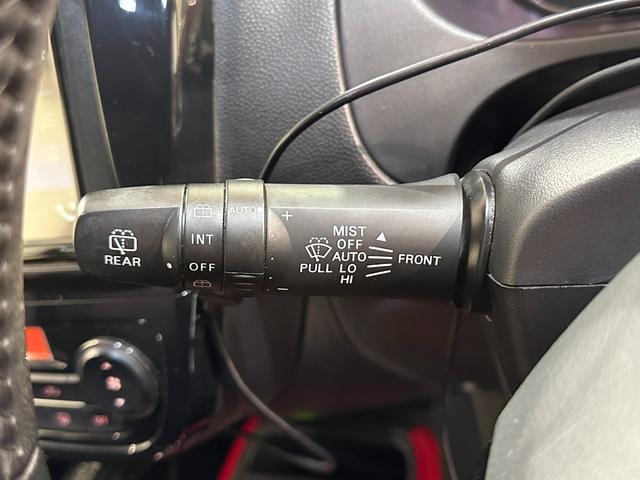 REAR
INT
OFF
AUTO
+
-
MIST
OFF
AUTO
PULL LO
HI
FRONT